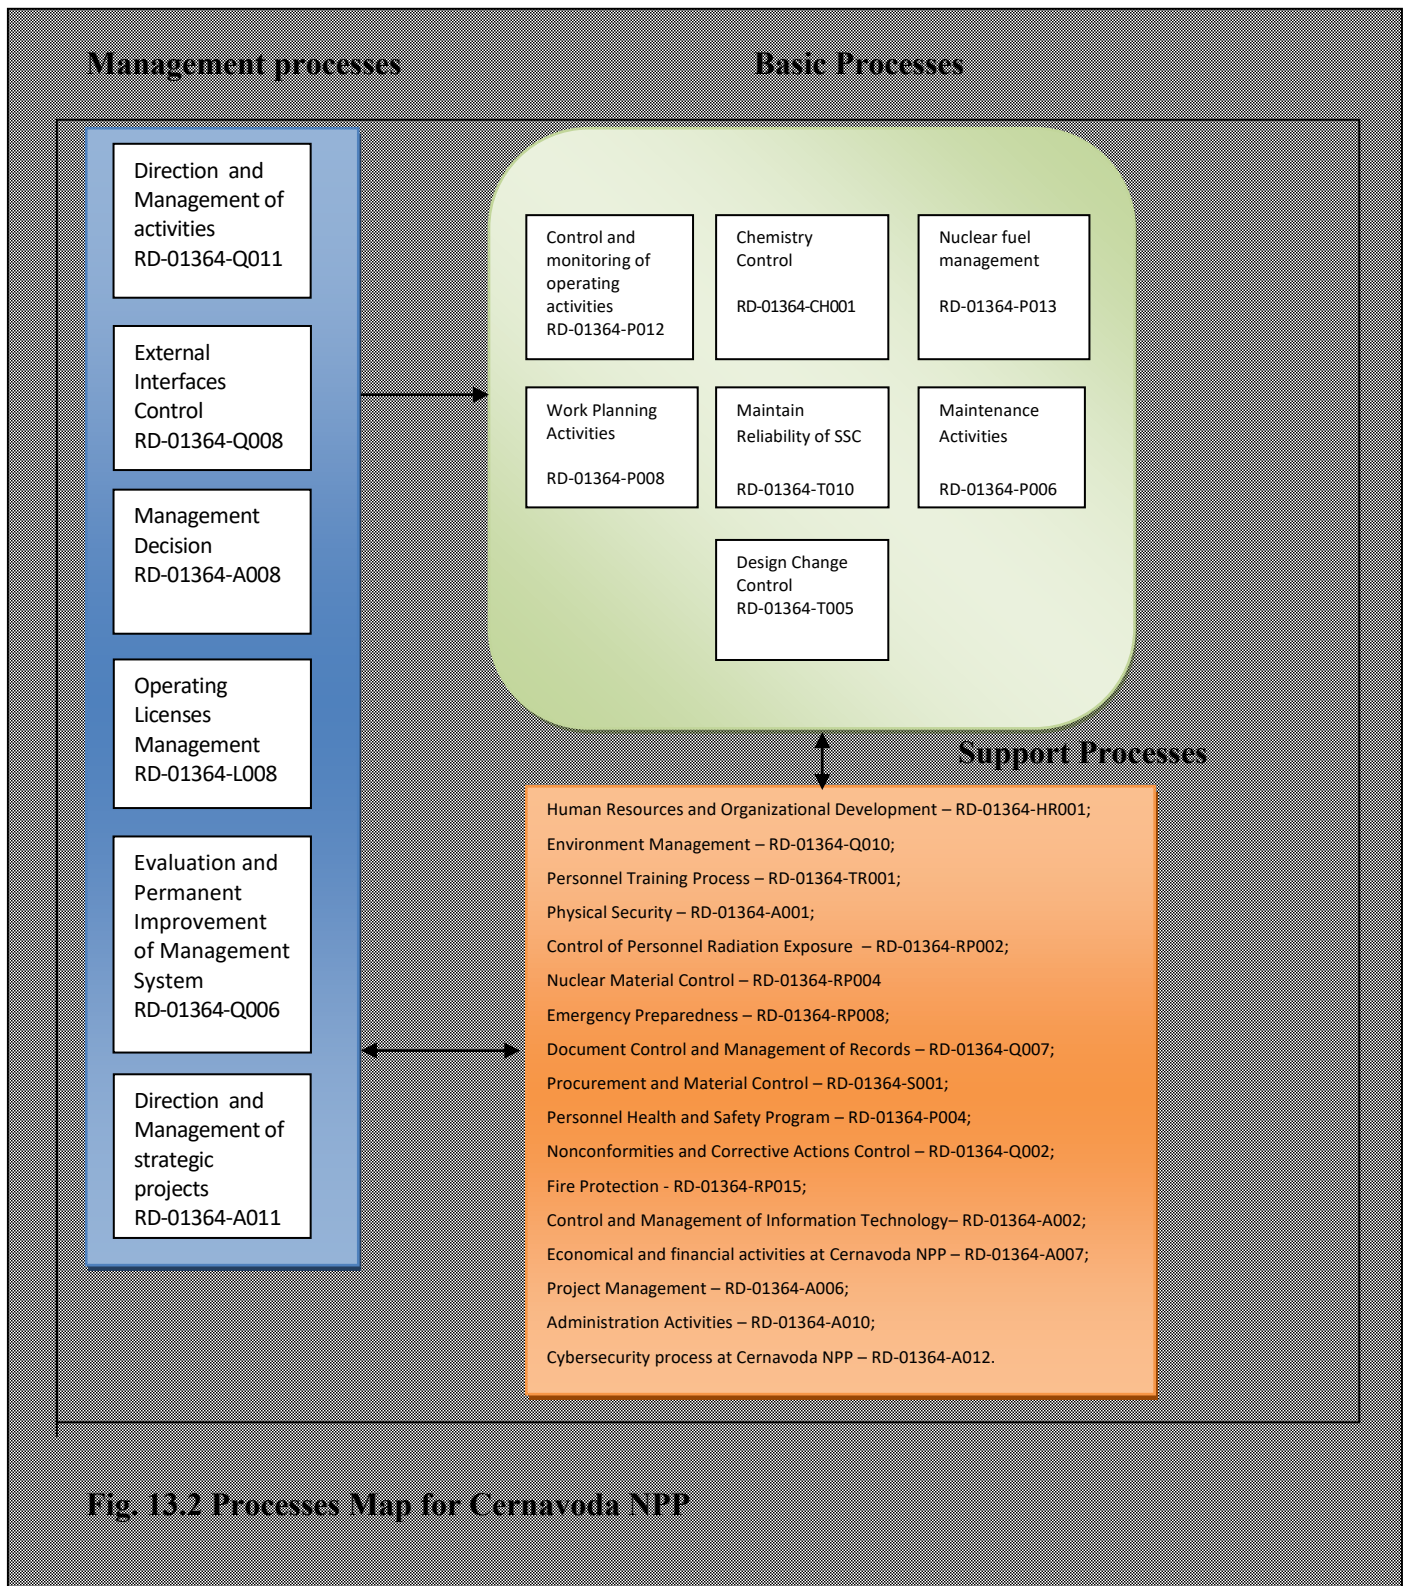 Management processes
Basic Processes
Direction and
Management of
activities
RD-01364-Q011
External
Interfaces
Control
RD-01364-Q008
Management
Decision
RD-01364-A008
Operating
Licenses
Management
RD-01364-L008
Evaluation and
Permanent
Improvement
of Management
System
RD-01364-Q006
Direction and
Management of
strategic
projects
RD-01364-A011
Control and
monitoring of
operating
activities
RD-01364-P012
Chemistry
Control
RD-01364-CH001
Nuclear fuel
management
RD-01364-P013
Work Planning
Activities
RD-01364-P008
Maintain
Reliability of SSC
RD-01364-T010
Maintenance
Activities
RD-01364-P006
Design Change
Control
RD-01364-T005
Support Processes
Human Resources and Organizational Development – RD-01364-HR001;
Environment Management – RD-01364-Q010;
Personnel Training Process – RD-01364-TR001;
Physical Security – RD-01364-A001;
Control of Personnel Radiation Exposure – RD-01364-RP002;
Nuclear Material Control – RD-01364-RP004
Emergency Preparedness – RD-01364-RP008;
Document Control and Management of Records – RD-01364-Q007;
Procurement and Material Control – RD-01364-S001;
Personnel Health and Safety Program – RD-01364-P004;
Nonconformities and Corrective Actions Control – RD-01364-Q002;
Fire Protection - RD-01364-RP015;
Control and Management of Information Technology– RD-01364-A002;
Economical and financial activities at Cernavoda NPP – RD-01364-A007;
Project Management – RD-01364-A006;
Administration Activities – RD-01364-A010;
Cybersecurity process at Cernavoda NPP – RD-01364-A012.
Fig. 13.2 Processes Map for Cernavoda NPP